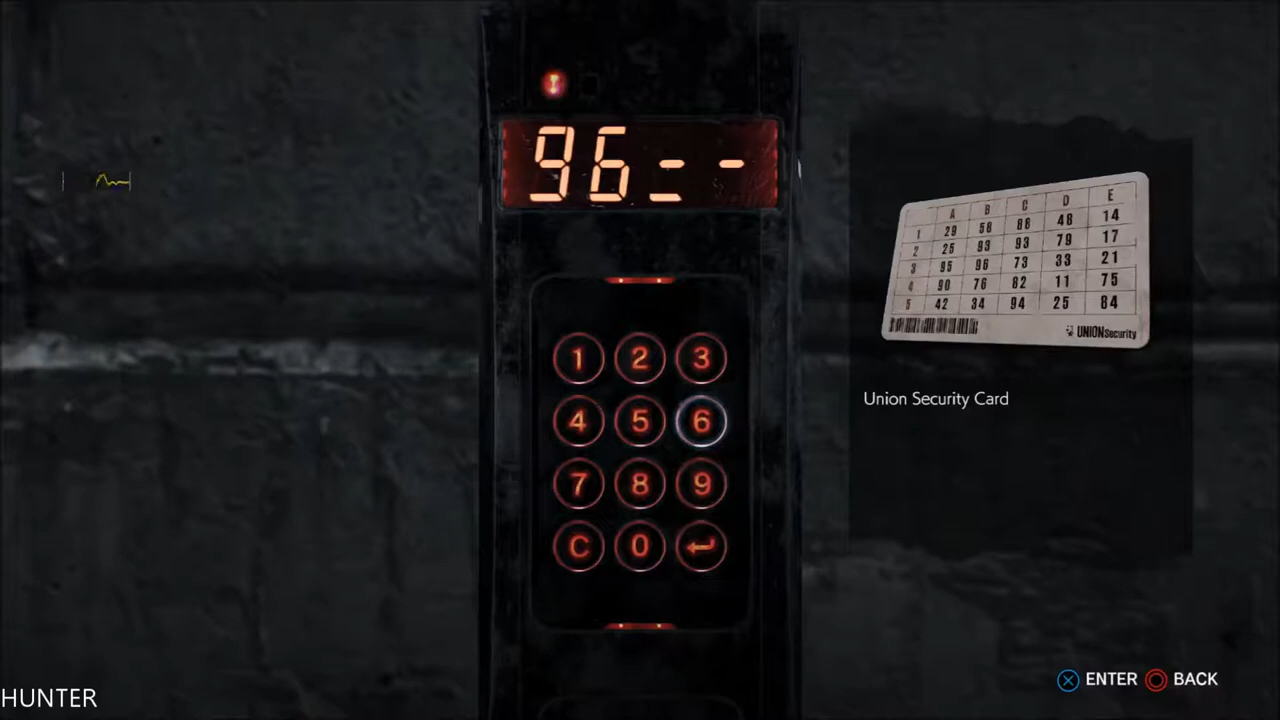 96
1 2 3
4 5 6
7 8 9
C 0
A B C D E
1 29 58 88 48 14
2 25 93 93 79 17
3 95 96 73 33 21
4 90 76 82 11 75
5 42 34 94 25 84
UNIONSecurity
Union Security Card
ENTER BACK
HUNTER